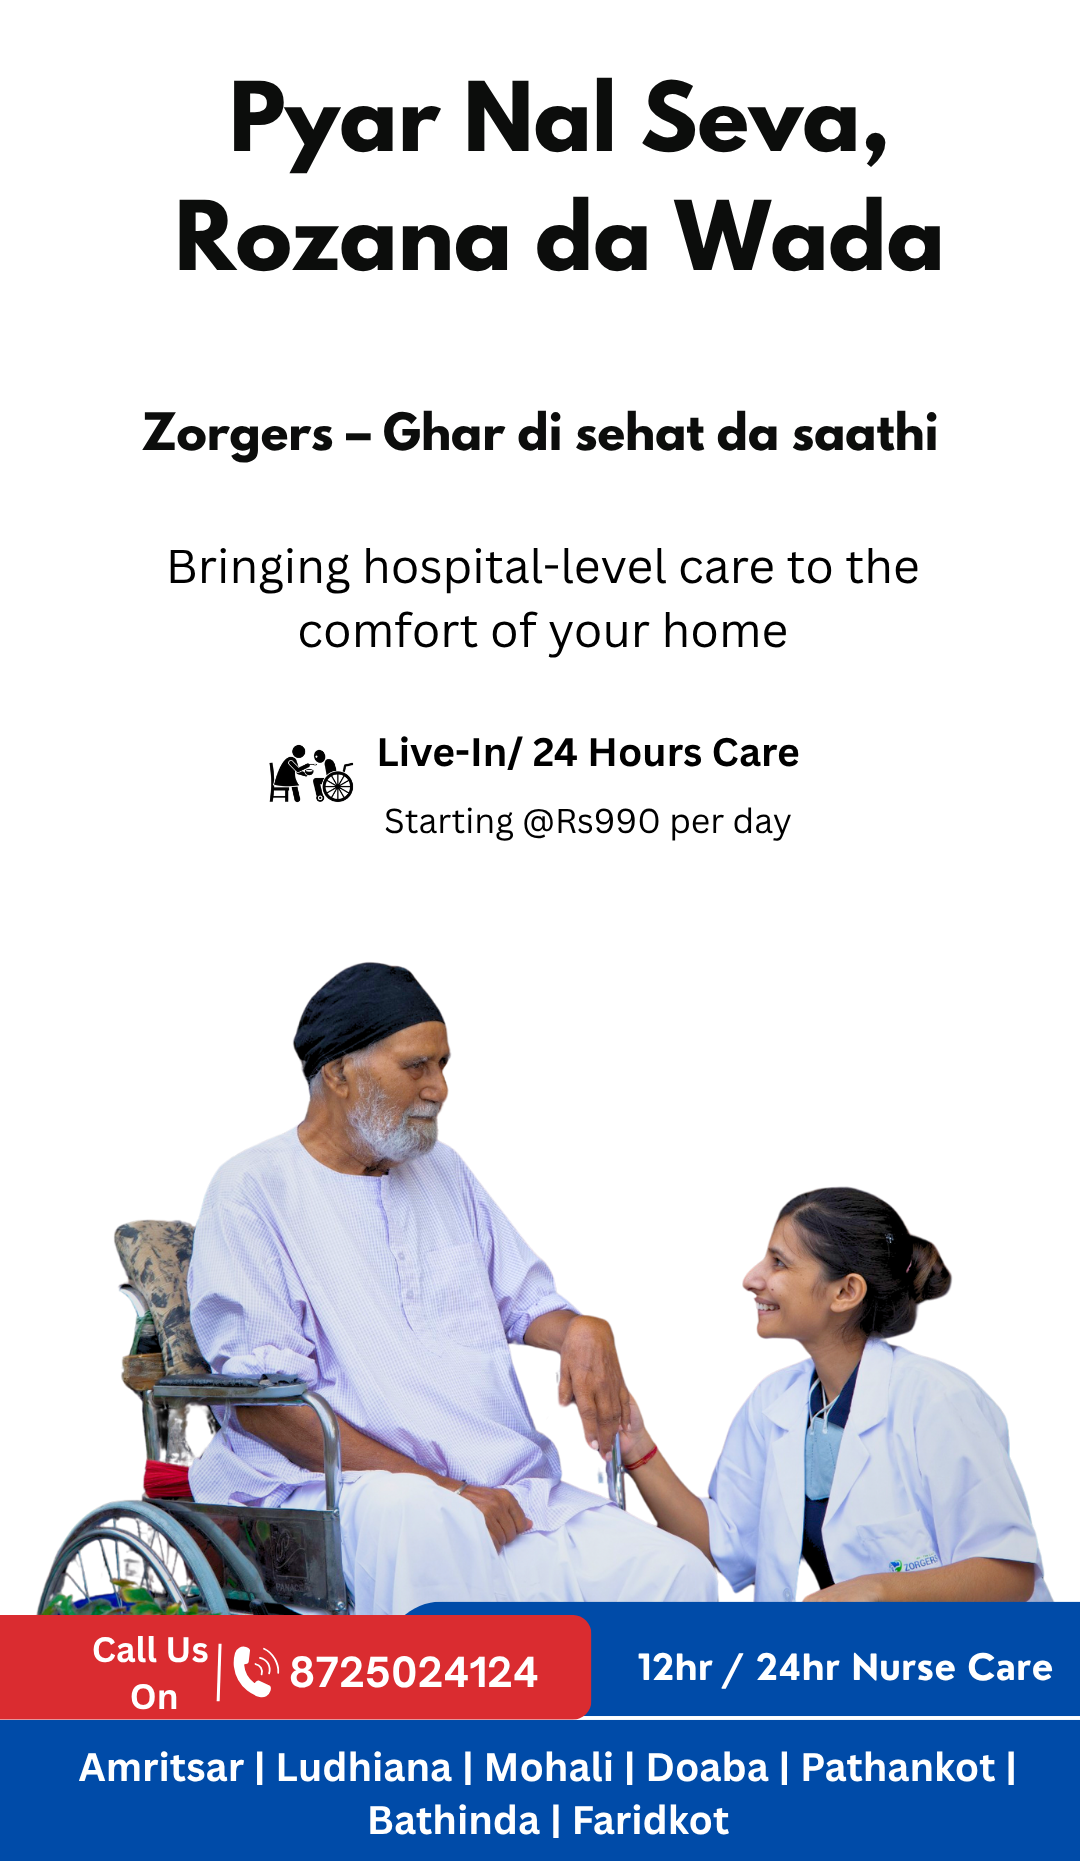 Pyar Nal Seva,
Rozana da Wada
Zorgers – Ghar di sehat da saathi
Bringing hospital-level care to the
comfort of your home
Live-In/ 24 Hours Care
Starting @Rs990 per day
PANACE
ZORGERS
Call Us
On
8725024124
12hr / 24hr Nurse Care
Amritsar | Ludhiana | Mohali | Doaba | Pathankot |
Bathinda | Faridkot